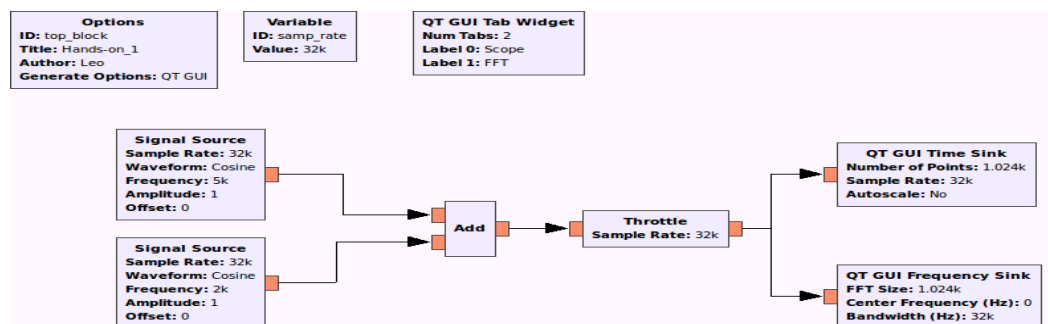 Options
ID: top_block
Title: Hands-on_1
Author: Leo
Generate Options: QT GUI
Variable
ID: samp_rate
Value: 32k
QT GUI Tab Widget
Num Tabs: 2
Label 0: Scope
Label 1: FFT
Signal Source
Sample Rate: 32k
Waveform: Cosine
Frequency: 5k
Amplitude: 1
Offset: 0
Signal Source
Sample Rate: 32k
Waveform: Cosine
Frequency: 2k
Amplitude: 1
Offset: 0
Add
Throttle
Sample Rate: 32k
QT GUI Time Sink
Number of Points: 1.024k
Sample Rate: 32k
Autoscale: No
QT GUI Frequency Sink
FFT Size: 1.024k
Center Frequency (Hz): 0
Bandwidth (Hz): 32k